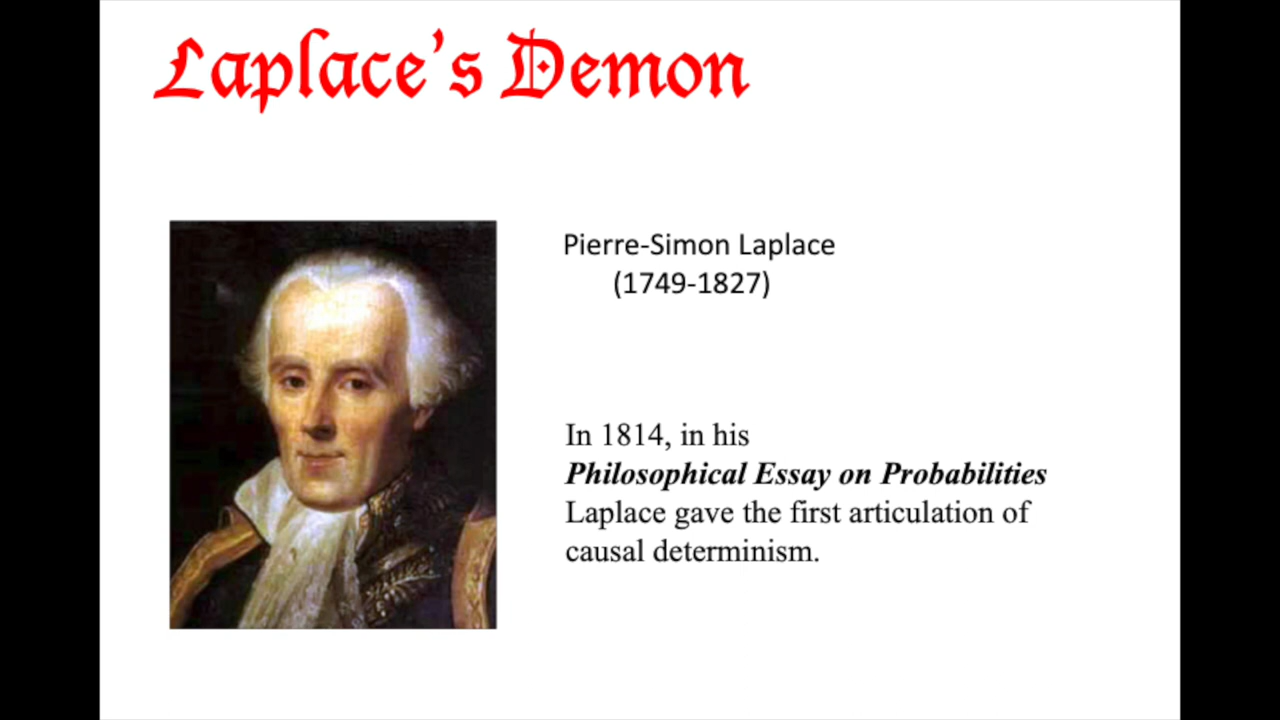 Laplace's Demon
Pierre-Simon Laplace
(1749-1827)
In 1814, in his
Philosophical Essay on Probabilities
Laplace gave the first articulation of
causal determinism.